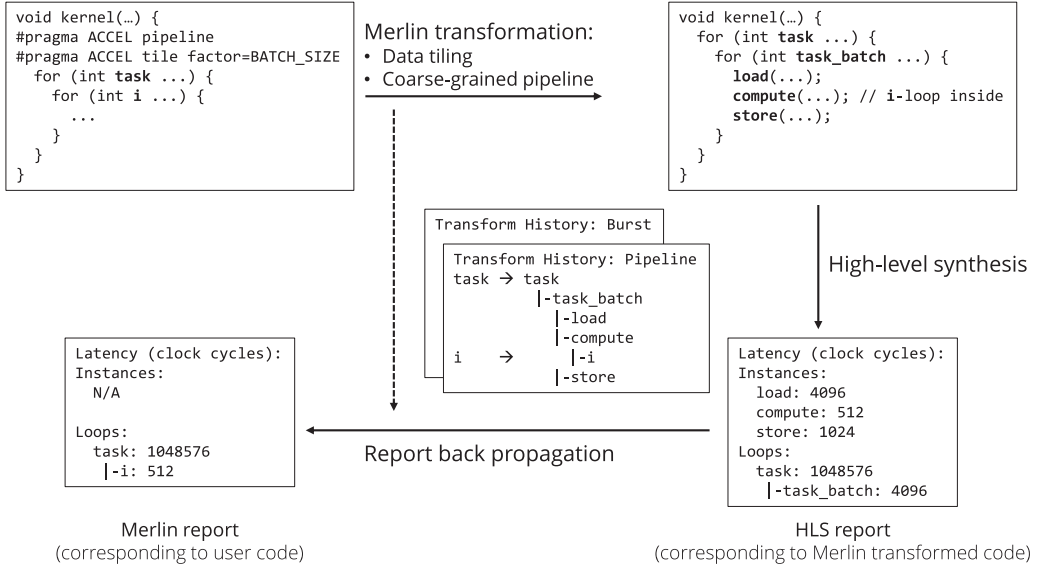 void kernel(…) {
#pragma ACCEL pipeline
#pragma ACCEL tile factor=BATCH_SIZE
for (int task ...) {
for (int i ...) {
...
}
}
}
Merlin transformation:
• Data tiling
• Coarse-grained pipeline
void kernel(…) {
for (int task ...) {
for (int task_batch ...) {
load(...);
compute(...); // i-loop inside
store(...);
}
}
}
Transform History: Burst
Transform History: Pipeline
task → task
|-task_batch
|-load
|-compute
i → |-i
|-store
High-level synthesis
Latency (clock cycles):
Instances:
N/A
Loops:
task: 1048576
|-i: 512
Report back propagation
Latency (clock cycles):
Instances:
load: 4096
compute: 512
store: 1024
Loops:
task: 1048576
|-task_batch: 4096
Merlin report
(corresponding to user code)
HLS report
(corresponding to Merlin transformed code)